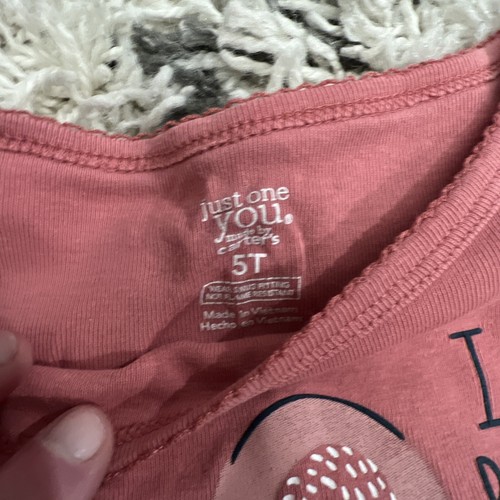 just one
you®
made by
carter's
5T
WEAR SNUG FITTING
NOT FLAME RESISTANT
Made in Vietnam
Hecho en Vietnam
I